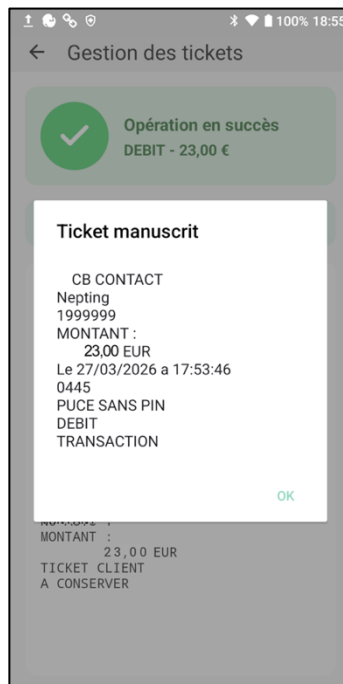 100% 18:55
Gestion des tickets
Opération en succès
DEBIT - 23,00 €
Ticket manuscrit
CB CONTACT
Nepting
1999999
MONTANT :
23,00 EUR
Le 27/03/2026 a 17:53:46
0445
PUCE SANS PIN
DEBIT
TRANSACTION
OK
MONTANT :
23,00 EUR
TICKET CLIENT
A CONSERVER